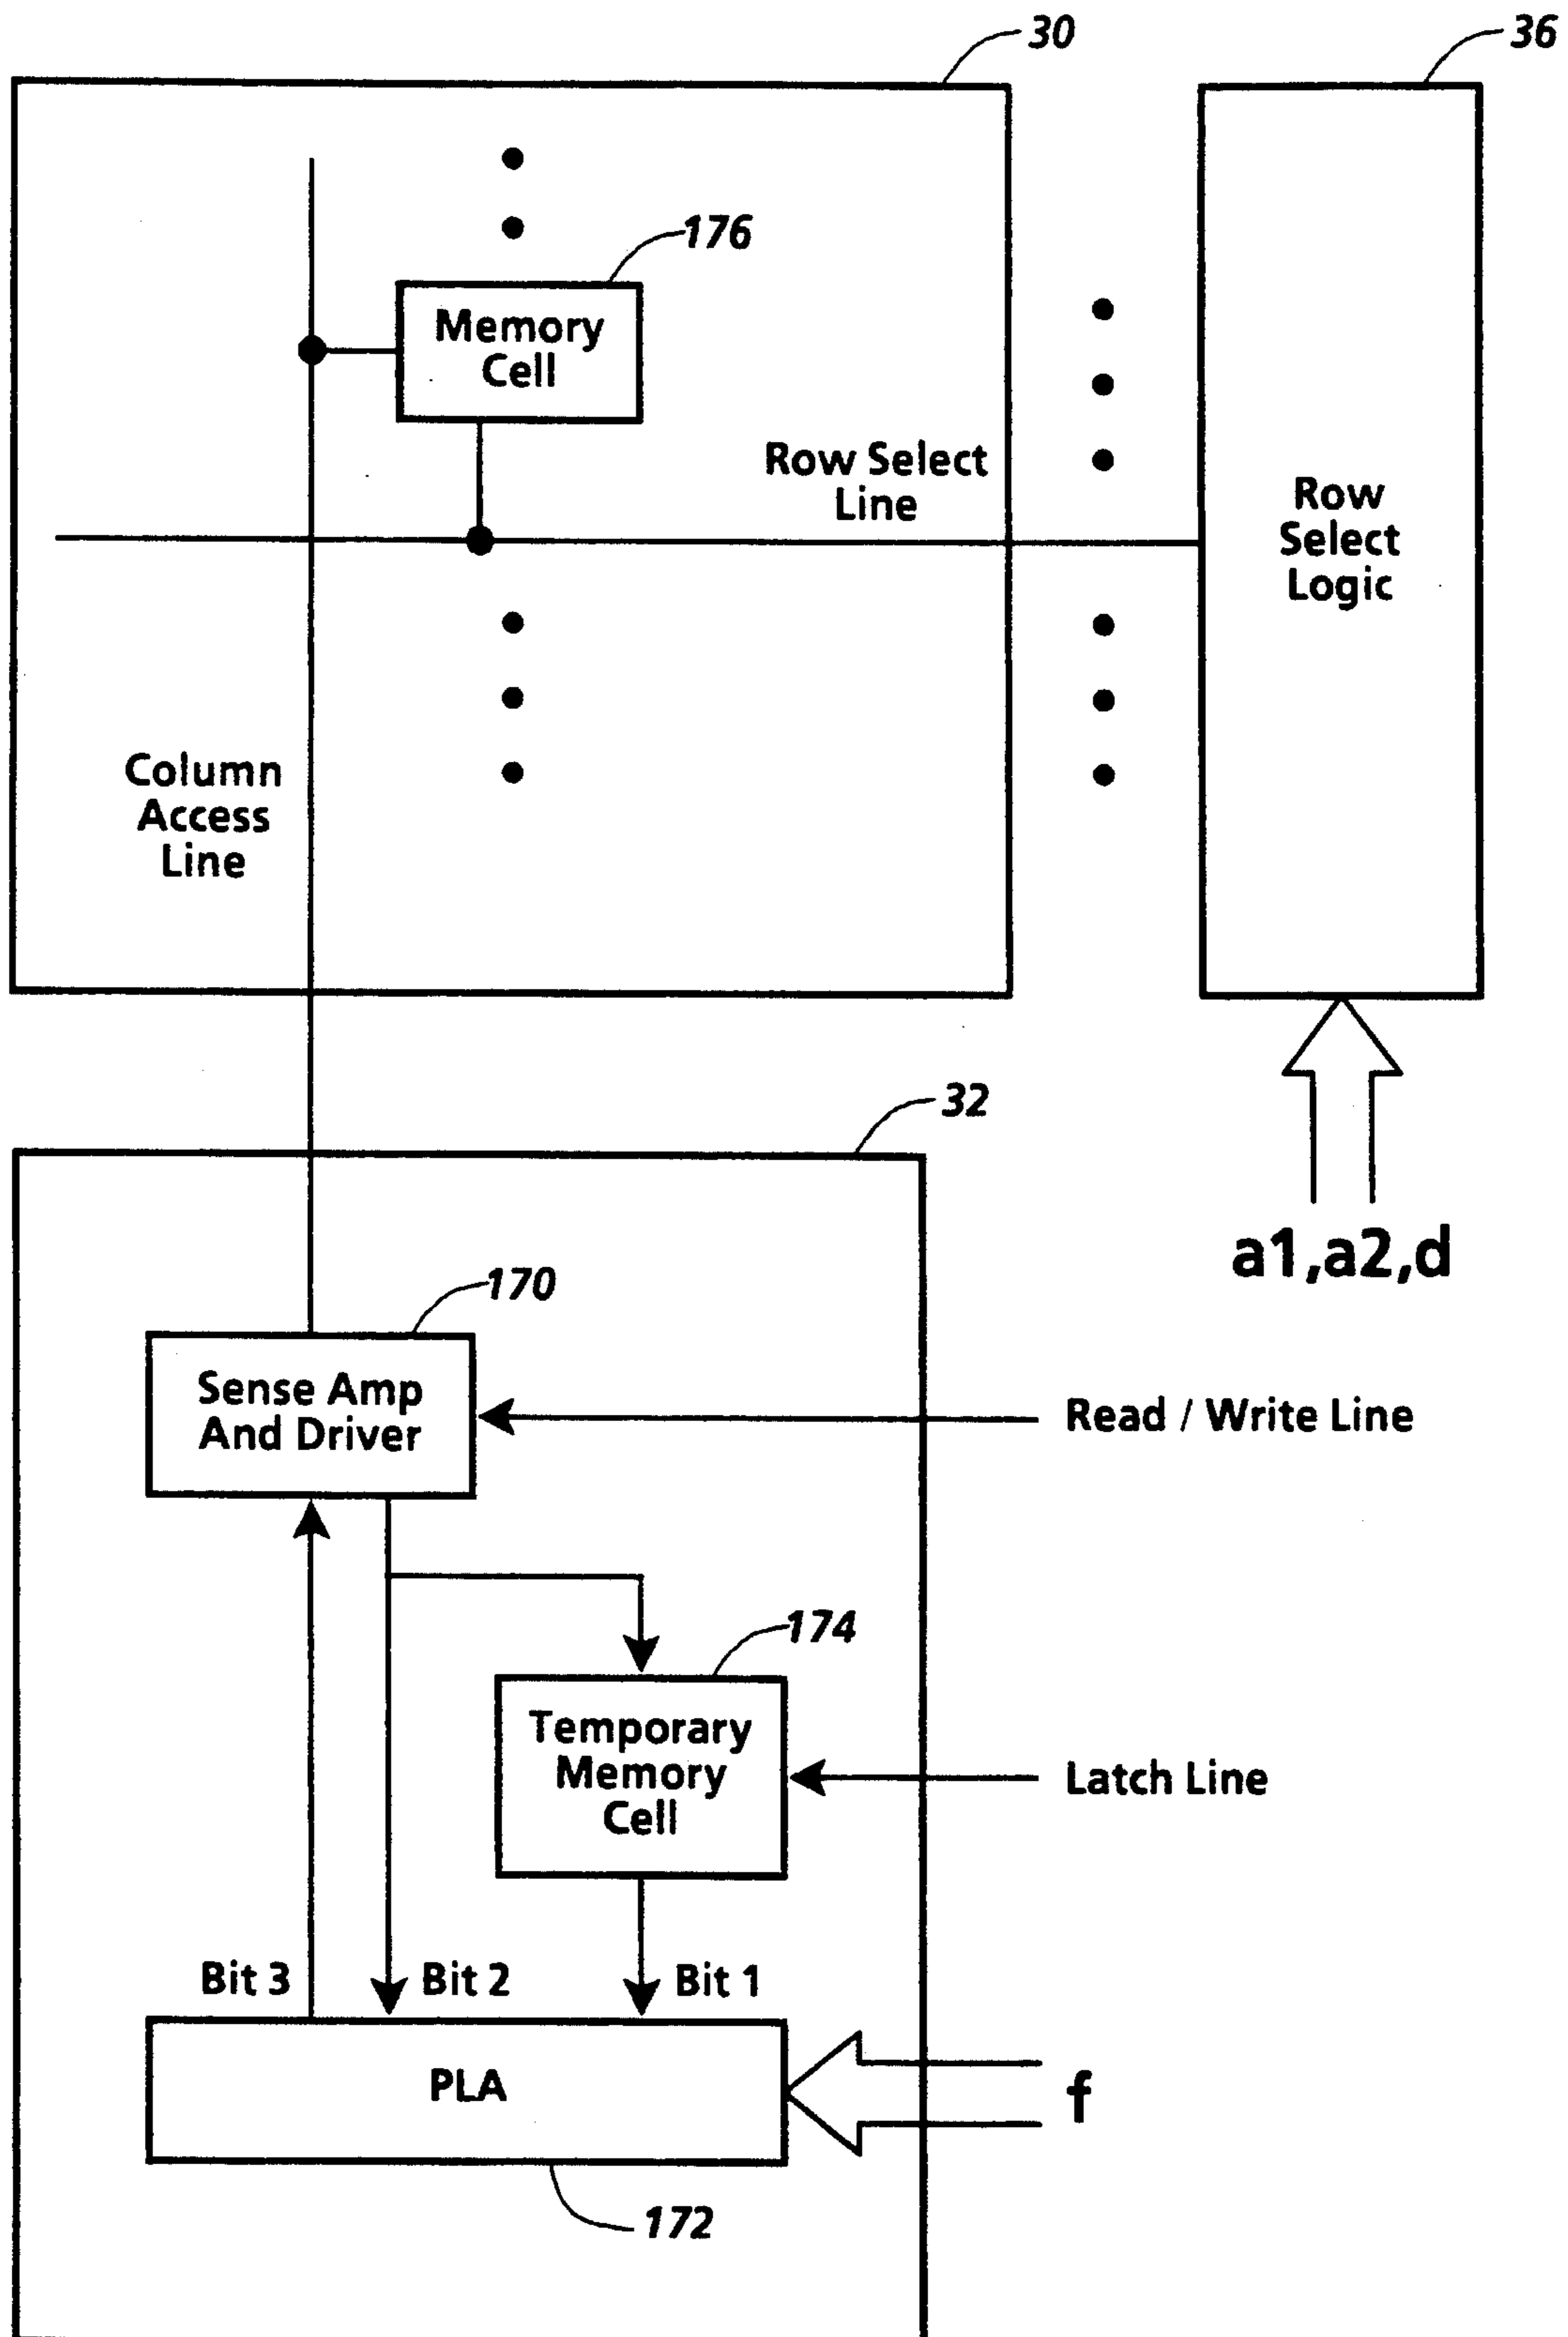 30
36
176
Memory
Cell
Row Select
Line
Row
Select
Logic
Column
Access
Line
32
a1,a2,d
170
Sense Amp
And Driver
Read / Write Line
174
Temporary
Memory
Cell
Latch Line
Bit 3
Bit 2
Bit 1
PLA
f
172